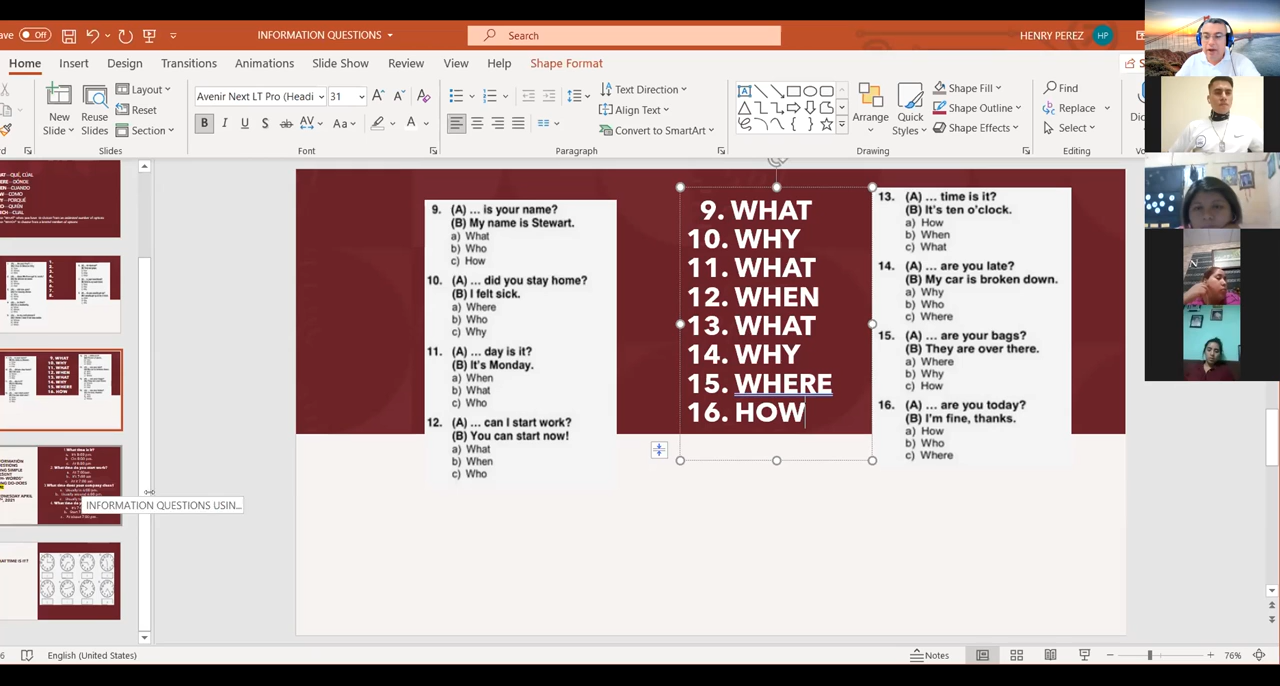 ave Off
INFORMATION QUESTIONS
Search
HENRY PEREZ HP
Home Insert Design Transitions Animations Slide Show Review View Help Shape Format
New
Slide
Reuse
Slides
Layout
Reset
Section
Slides
Avenir Next LT Pro (Headi 31
B I U S ab AV Aa
Font
Text Direction
Align Text
Convert to SmartArt
Paragraph
Arrange
Quick
Styles
Shape Fill
Shape Outline
Shape Effects
Drawing
Find
Replace
Select
Editing
9. (A) ... is your name?
(B) My name is Stewart.
a) What
b) Who
c) How
10. (A) ... did you stay home?
(B) I felt sick.
a) Where
b) Who
c) Why
11. (A) ... day is it?
(B) It's Monday.
a) When
b) What
c) Who
12. (A) ... can I start work?
(B) You can start now!
a) What
b) When
c) Who
9. WHAT
10. WHY
11. WHAT
12. WHEN
13. WHAT
14. WHY
15. WHERE
16. HOW
13. (A) ... time is it?
(B) It's ten o'clock.
a) How
b) When
c) What
14. (A) ... are you late?
(B) My car is broken down.
a) Why
b) Who
c) Where
15. (A) ... are your bags?
(B) They are over there.
a) Where
b) Why
c) How
16. (A) ... are you today?
(B) I'm fine, thanks.
a) How
b) Who
c) Where
INFORMATION QUESTIONS USIN...
English (United States)
Notes
76%